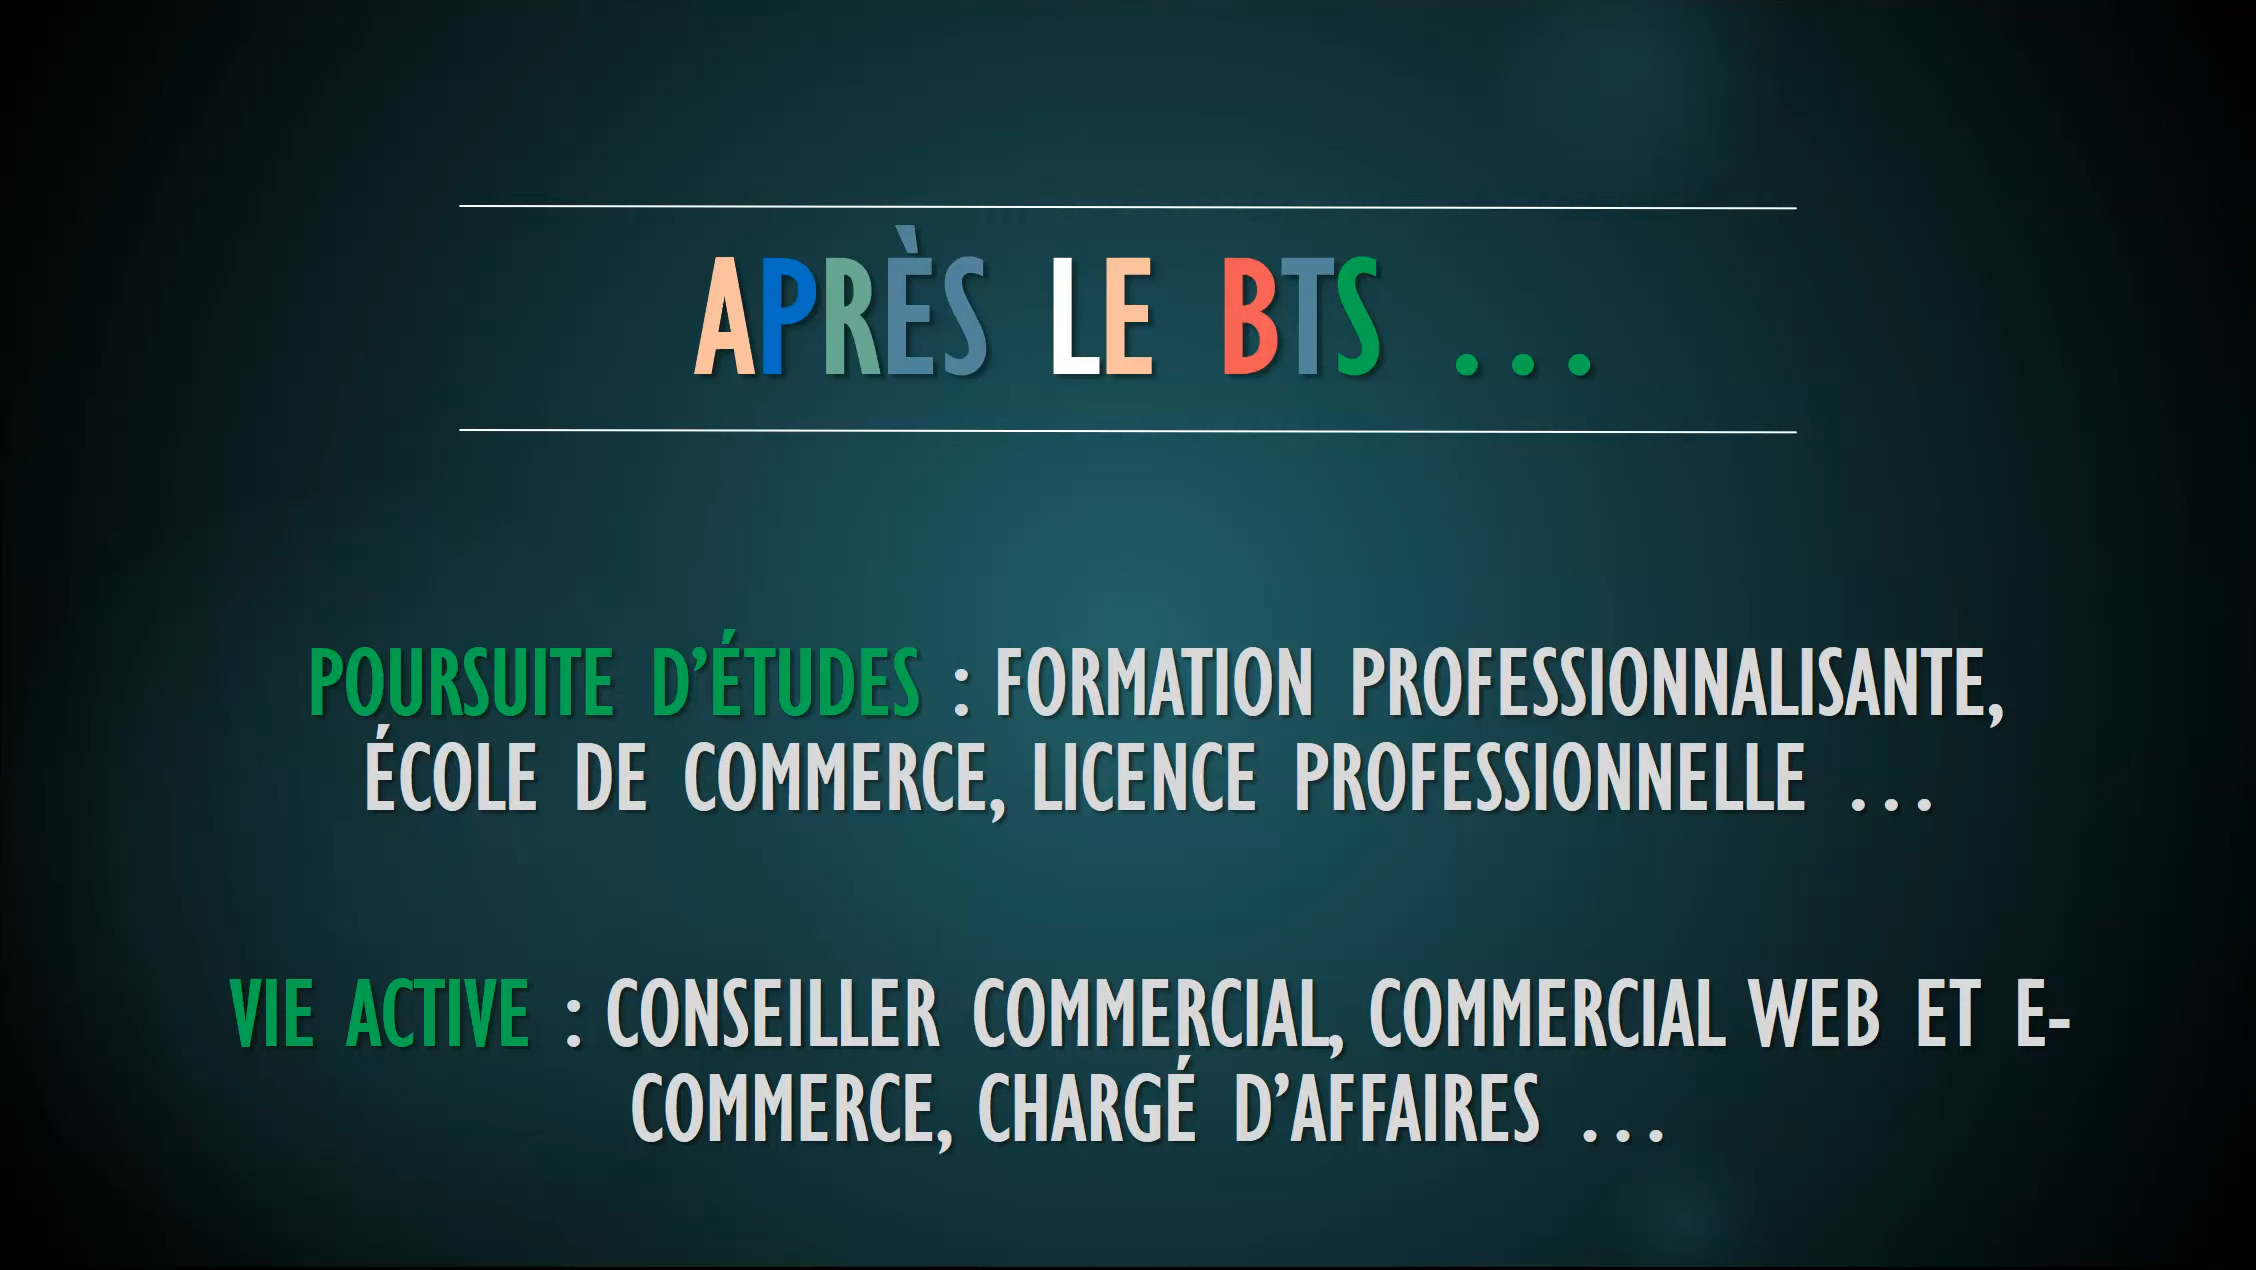 APRÈS LE BTS ...
POURSUITE D’ÉTUDES : FORMATION PROFESSIONNALISANTE,
ÉCOLE DE COMMERCE, LICENCE PROFESSIONNELLE ...
VIE ACTIVE : CONSEILLER COMMERCIAL, COMMERCIAL WEB ET E-
COMMERCE, CHARGÉ D’AFFAIRES ...